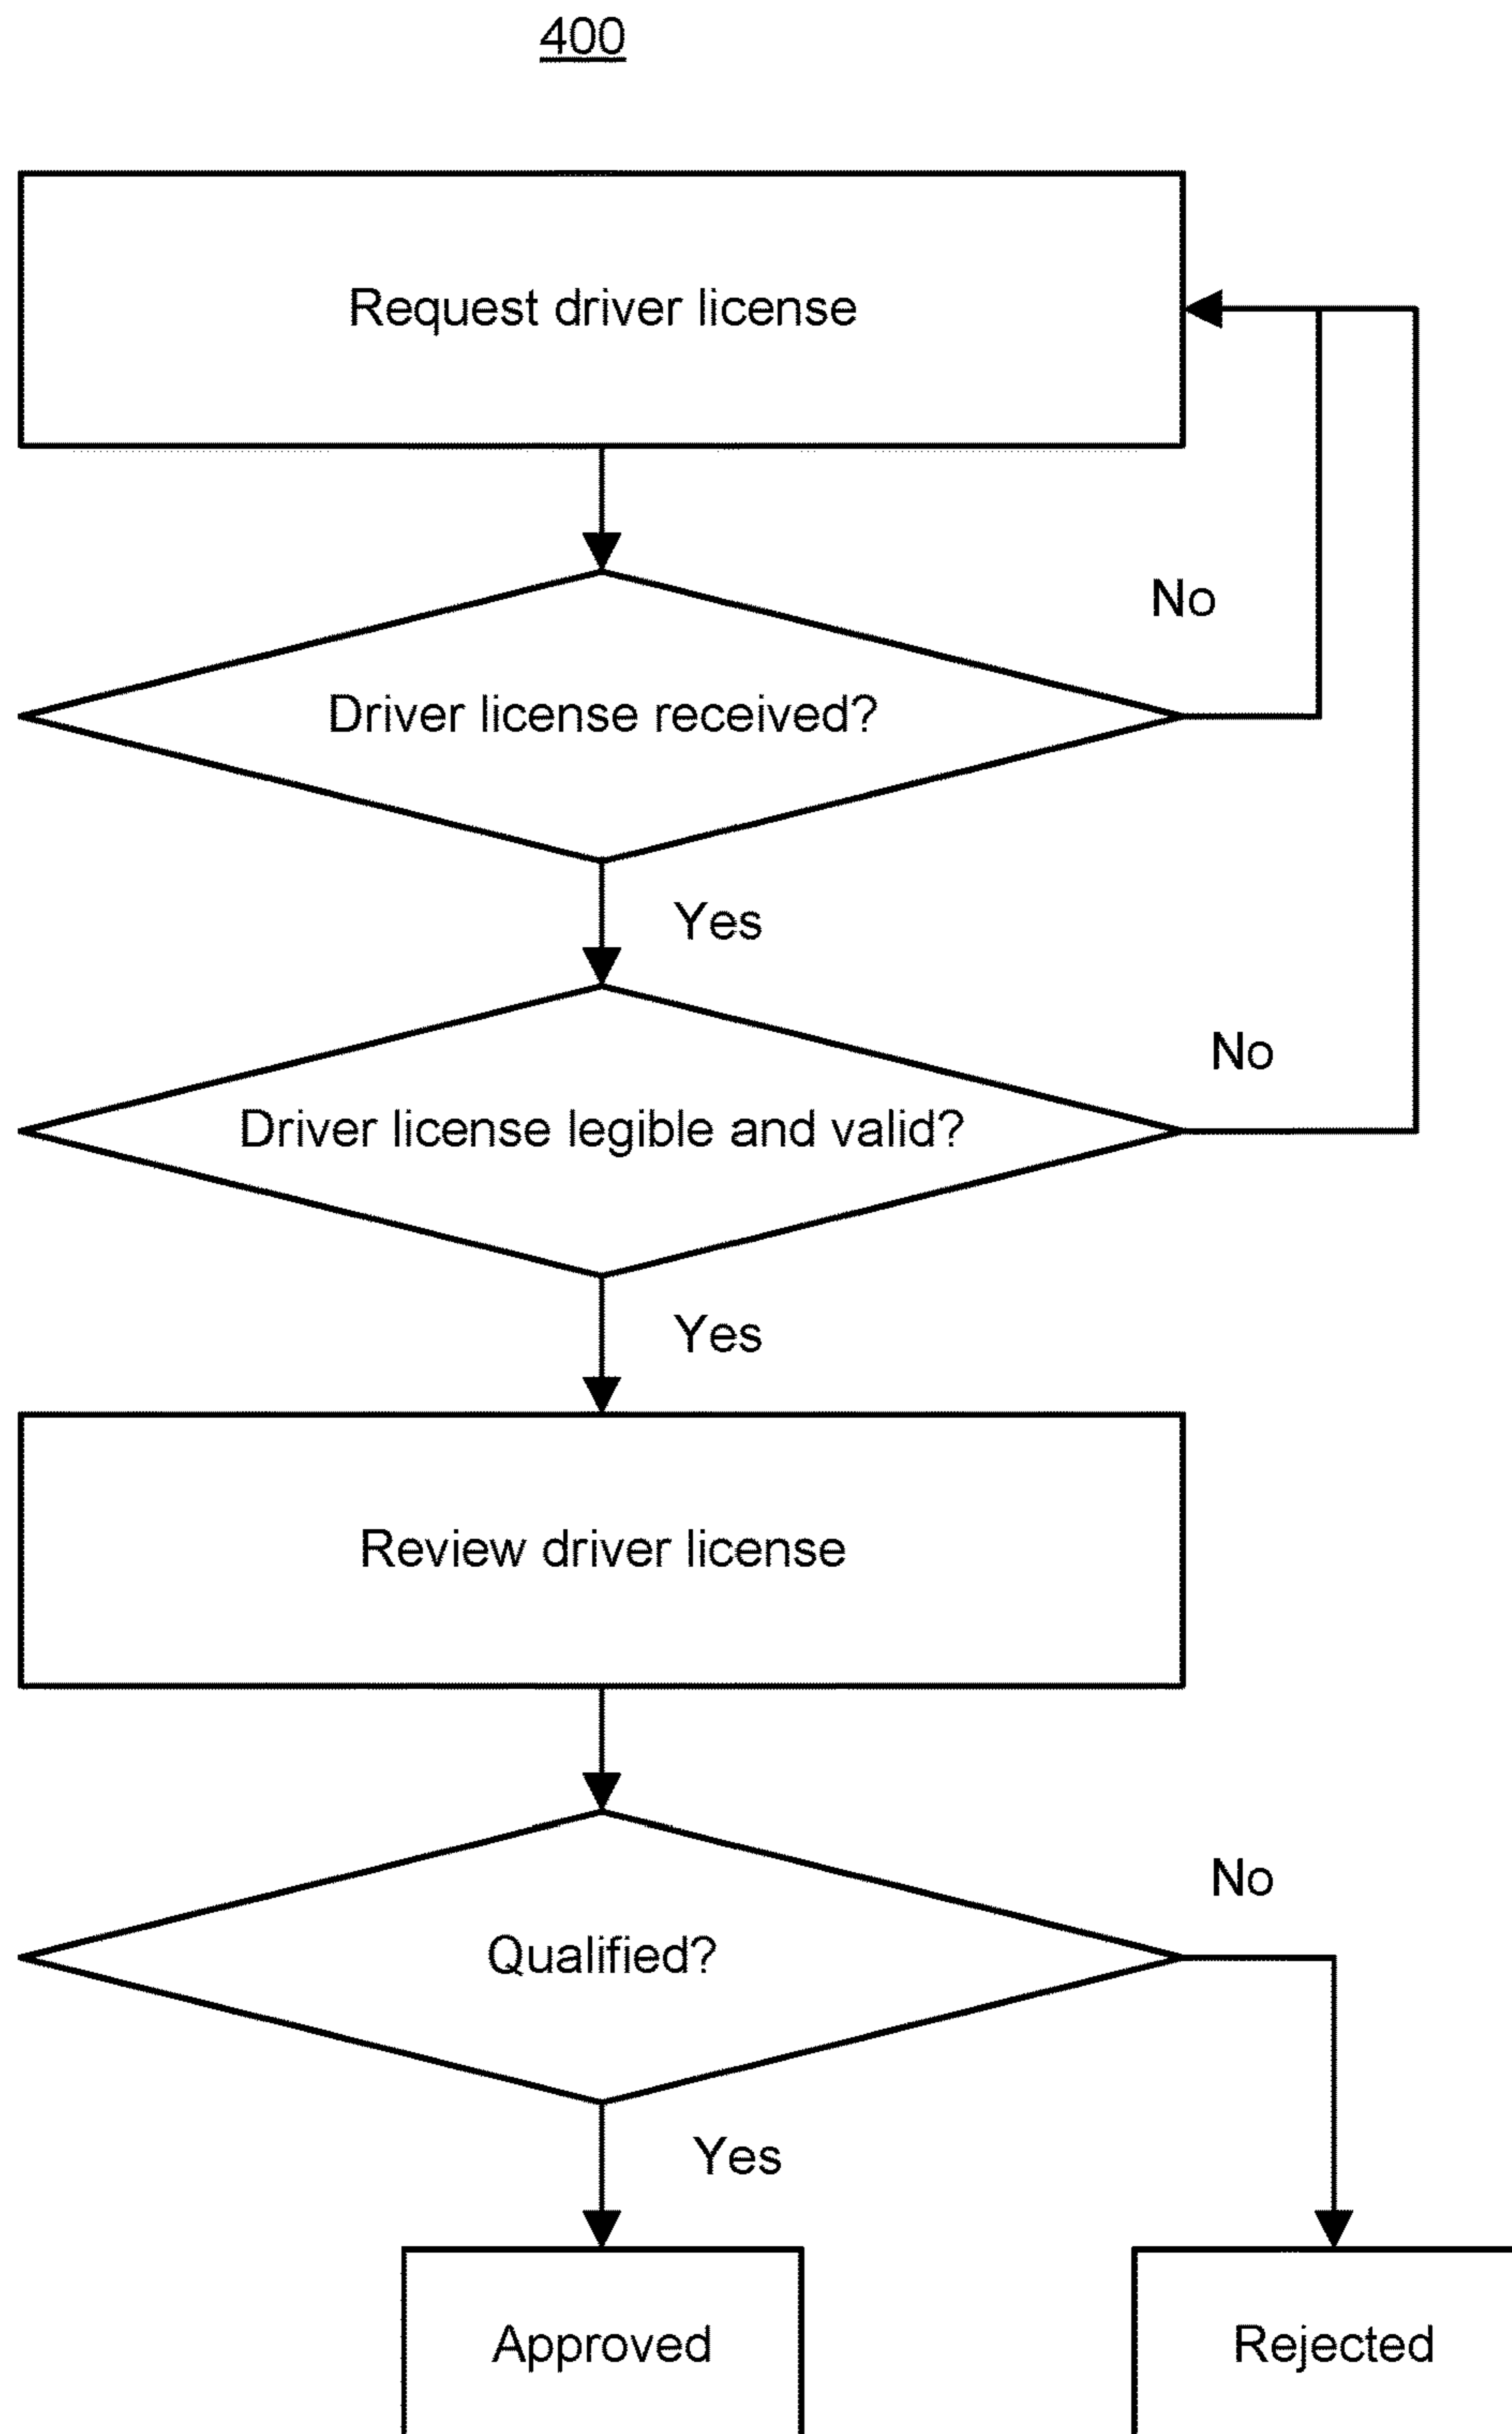 400
Request driver license
No
Driver license received?
Yes
No
Driver license legible and valid?
Yes
Review driver license
No
Qualified?
Yes
Approved
Rejected